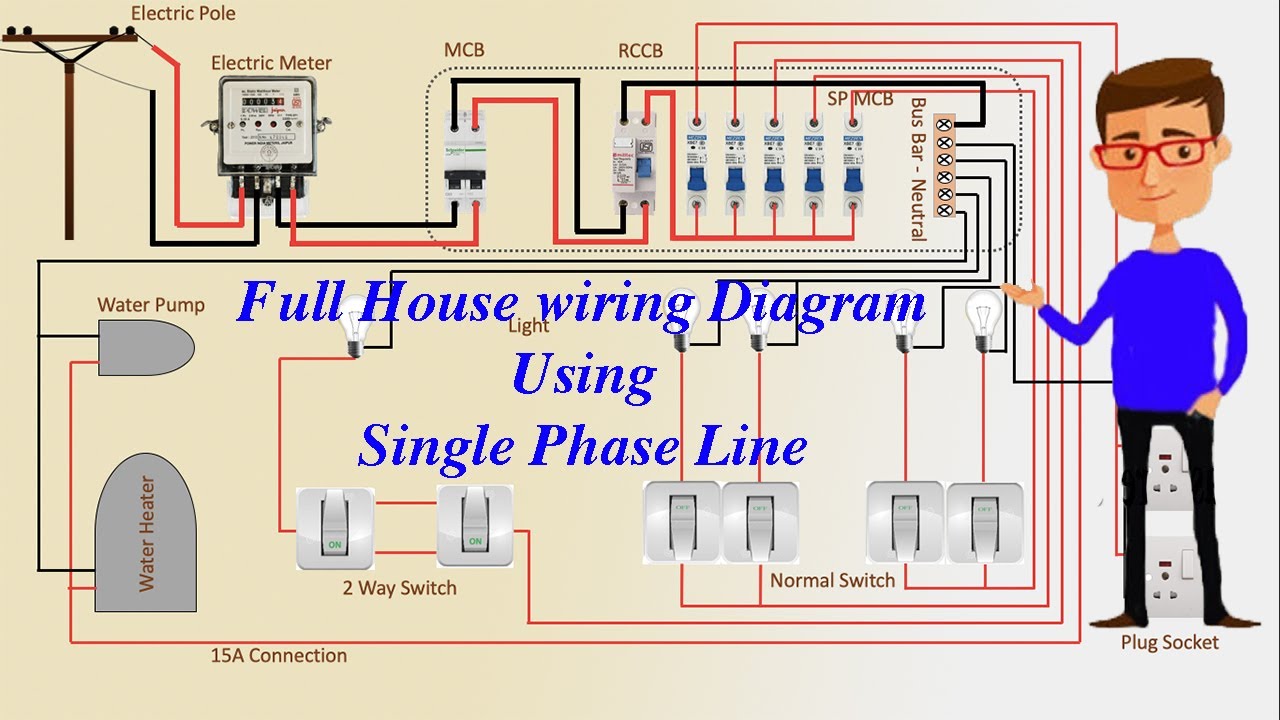 Electric Pole
Electric Meter
MCB
RCCB
SP MCB
Bus Bar - Neutral
Water Pump
Light
Full House wiring Diagram
Using
Single Phase Line
Water Heater
ON
ON
OFF
OFF
OFF
OFF
2 Way Switch
Normal Switch
15A Connection
Plug Socket